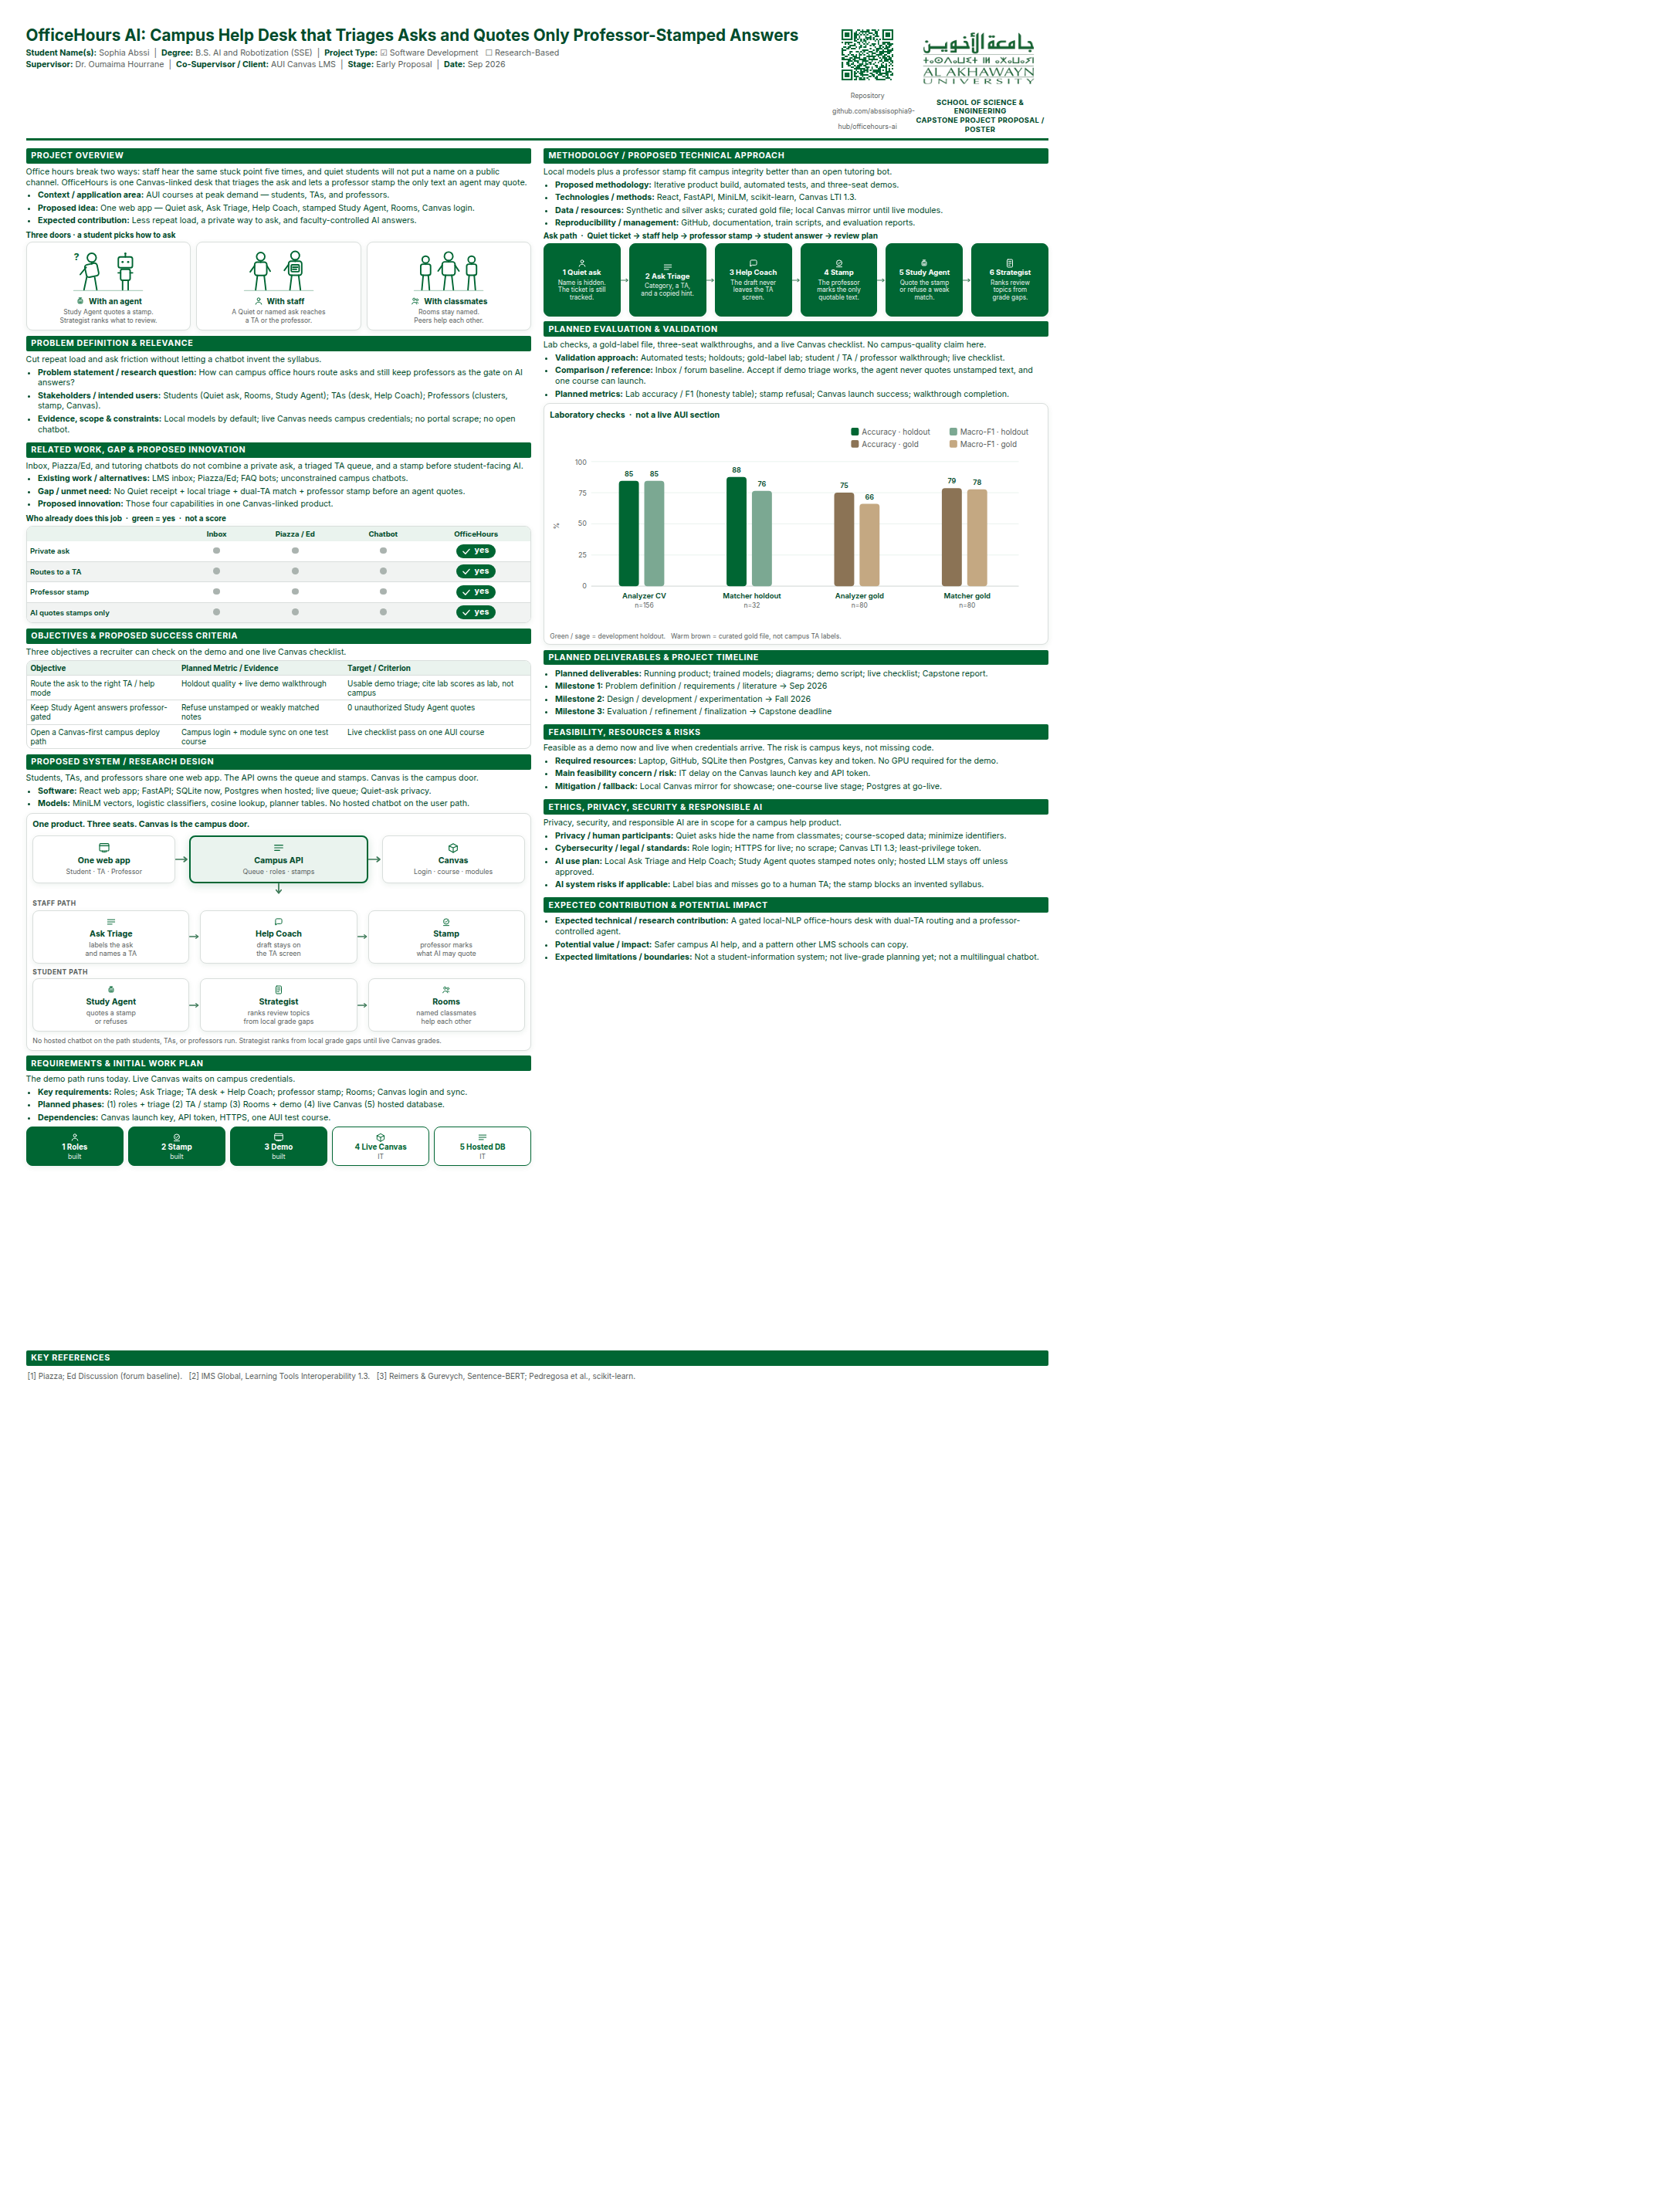 OfficeHours AI: Campus Help Desk that Triages Asks and Quotes Only Professor-Stamped Answers
Student Name(s): Sophia Abssi | Degree: B.S. AI and Robotization (SSE) | Project Type: ☑ Software Development ☐ Research-Based
Supervisor: Dr. Oumaima Hourrane | Co-Supervisor / Client: AUI Canvas LMS | Stage: Early Proposal | Date: Sep 2026
Repository
github.com/abssisophia9-
hub/officehours-ai
جامعة الأخوين
AL AKHAWAYN
UNIVERSITY
SCHOOL OF SCIENCE &
ENGINEERING
CAPSTONE PROJECT PROPOSAL /
POSTER
PROJECT OVERVIEW
Office hours break two ways: staff hear the same stuck point five times, and quiet students will not put a name on a public
channel. OfficeHours is one Canvas-linked desk that triages the ask and lets a professor stamp the only text an agent may quote.
• Context / application area: AUI courses at peak demand — students, TAs, and professors.
• Proposed idea: One web app — Quiet ask, Ask Triage, Help Coach, stamped Study Agent, Rooms, Canvas login.
• Expected contribution: Less repeat load, a private way to ask, and faculty-controlled AI answers.
Three doors · a student picks how to ask
?
With an agent
Study Agent quotes a stamp.
Strategist ranks what to review.
With staff
A Quiet or named ask reaches
a TA or the professor.
With classmates
Rooms stay named.
Peers help each other.
PROBLEM DEFINITION & RELEVANCE
Cut repeat load and ask friction without letting a chatbot invent the syllabus.
• Problem statement / research question: How can campus office hours route asks and still keep professors as the gate on AI
answers?
• Stakeholders / intended users: Students (Quiet ask, Rooms, Study Agent); TAs (desk, Help Coach); Professors (clusters,
stamp, Canvas).
• Evidence, scope & constraints: Local models by default; live Canvas needs campus credentials; no portal scrape; no open
chatbot.
RELATED WORK, GAP & PROPOSED INNOVATION
Inbox, Piazza/Ed, and tutoring chatbots do not combine a private ask, a triaged TA queue, and a stamp before student-facing AI.
• Existing work / alternatives: LMS inbox; Piazza/Ed; FAQ bots; unconstrained campus chatbots.
• Gap / unmet need: No Quiet receipt + local triage + dual-TA match + professor stamp before an agent quotes.
• Proposed innovation: Those four capabilities in one Canvas-linked product.
Who already does this job · green = yes · not a score
Inbox Piazza / Ed Chatbot OfficeHours
Private ask ✓ yes
Routes to a TA ✓ yes
Professor stamp ✓ yes
AI quotes stamps only ✓ yes
OBJECTIVES & PROPOSED SUCCESS CRITERIA
Three objectives a recruiter can check on the demo and one live Canvas checklist.
Objective Planned Metric / Evidence Target / Criterion
Route the ask to the right TA / help mode Holdout quality + live demo walkthrough Usable demo triage; cite lab scores as lab, not campus
Keep Study Agent answers professor-gated Refuse unstamped or weakly matched notes 0 unauthorized Study Agent quotes
Open a Canvas-first campus deploy path Campus login + module sync on one test course Live checklist pass on one AUI course
PROPOSED SYSTEM / RESEARCH DESIGN
Students, TAs, and professors share one web app. The API owns the queue and stamps. Canvas is the campus door.
• Software: React web app; FastAPI; SQLite now, Postgres when hosted; live queue; Quiet-ask privacy.
• Models: MiniLM vectors, logistic classifiers, cosine lookup, planner tables. No hosted chatbot on the user path.
One product. Three seats. Canvas is the campus door.
One web app
Student · TA · Professor
Campus API
Queue · roles · stamps
Canvas
Login · course · modules
STAFF PATH
Ask Triage
labels the ask
and names a TA
Help Coach
draft stays on
the TA screen
Stamp
professor marks
what AI may quote
STUDENT PATH
Study Agent
quotes a stamp
or refuses
Strategist
ranks review topics
from local grade gaps
Rooms
named classmates
help each other
No hosted chatbot on the path students, TAs, or professors run. Strategist ranks from local grade gaps until live Canvas grades.
REQUIREMENTS & INITIAL WORK PLAN
The demo path runs today. Live Canvas waits on campus credentials.
• Key requirements: Roles; Ask Triage; TA desk + Help Coach; professor stamp; Rooms; Canvas login and sync.
• Planned phases: (1) roles + triage (2) TA / stamp (3) Rooms + demo (4) live Canvas (5) hosted database.
• Dependencies: Canvas launch key, API token, HTTPS, one AUI test course.
1 Roles
built
2 Stamp
built
3 Demo
built
4 Live Canvas
IT
5 Hosted DB
IT
METHODOLOGY / PROPOSED TECHNICAL APPROACH
Local models plus a professor stamp fit campus integrity better than an open tutoring bot.
• Proposed methodology: Iterative product build, automated tests, and three-seat demos.
• Technologies / methods: React, FastAPI, MiniLM, scikit-learn, Canvas LTI 1.3.
• Data / resources: Synthetic and silver asks; curated gold file; local Canvas mirror until live modules.
• Reproducibility / management: GitHub, documentation, train scripts, and evaluation reports.
Ask path · Quiet ticket → staff help → professor stamp → student answer → review plan
1 Quiet ask
Name is hidden.
The ticket is still
tracked.
2 Ask Triage
Category, a TA,
and a copied hint.
3 Help Coach
The draft never
leaves the TA
screen.
4 Stamp
The professor
marks the only
quotable text.
5 Study Agent
Quote the stamp
or refuse a weak
match.
6 Strategist
Ranks review
topics from
grade gaps.
PLANNED EVALUATION & VALIDATION
Lab checks, a gold-label file, three-seat walkthroughs, and a live Canvas checklist. No campus-quality claim here.
• Validation approach: Automated tests; holdouts; gold-label lab; student / TA / professor walkthrough; live checklist.
• Comparison / reference: Inbox / forum baseline. Accept if demo triage works, the agent never quotes unstamped text, and
one course can launch.
• Planned metrics: Lab accuracy / F1 (honesty table); stamp refusal; Canvas launch success; walkthrough completion.
Laboratory checks · not a live AUI section
Accuracy · holdout Macro-F1 · holdout
Accuracy · gold Macro-F1 · gold
%
100
75
50
25
0
85 85 88 76 75 66 79 78
Analyzer CV Matcher holdout Analyzer gold Matcher gold
n=156 n=32 n=80 n=80
Green / sage = development holdout. Warm brown = curated gold file, not campus TA labels.
PLANNED DELIVERABLES & PROJECT TIMELINE
• Planned deliverables: Running product; trained models; diagrams; demo script; live checklist; Capstone report.
• Milestone 1: Problem definition / requirements / literature → Sep 2026
• Milestone 2: Design / development / experimentation → Fall 2026
• Milestone 3: Evaluation / refinement / finalization → Capstone deadline
FEASIBILITY, RESOURCES & RISKS
Feasible as a demo now and live when credentials arrive. The risk is campus keys, not missing code.
• Required resources: Laptop, GitHub, SQLite then Postgres, Canvas key and token. No GPU required for the demo.
• Main feasibility concern / risk: IT delay on the Canvas launch key and API token.
• Mitigation / fallback: Local Canvas mirror for showcase; one-course live test; Postgres at go-live.
ETHICS, PRIVACY, SECURITY & RESPONSIBLE AI
Privacy, security, and responsible AI are in scope for a campus help product.
• Privacy / human participants: Quiet asks hide the name from classmates; course-scoped data; minimize identifiers.
• Cybersecurity / legal / standards: Role login; HTTPS for live; no scrape; Canvas LTI 1.3; least-privilege token.
• AI use plan: Local Ask Triage and Help Coach; Study Agent quotes stamped notes only; hosted LLM stays off unless
approved.
• AI system risks if applicable: Label bias and misses go to a human TA; the stamp blocks an invented syllabus.
EXPECTED CONTRIBUTION & POTENTIAL IMPACT
• Expected technical / research contribution: A gated local-NLP office-hours desk with dual-TA routing and a professor-
controlled agent.
• Potential value / impact: Safer campus AI help, and a pattern other LMS schools can copy.
• Expected limitations / boundaries: Not a student-information system; not live-grade planning yet; not a multilingual chatbot.
KEY REFERENCES
[1] Piazza; Ed Discussion (forum baseline). [2] IMS Global, Learning Tools Interoperability 1.3. [3] Reimers & Gurevych, Sentence-BERT; Pedregosa et al., scikit-learn.